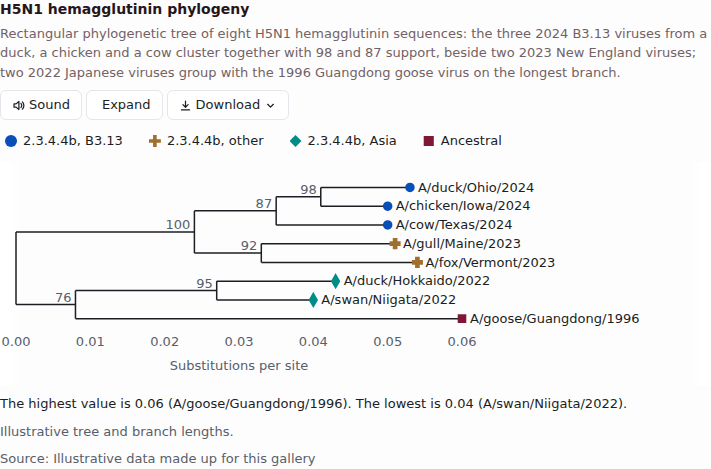 H5N1 hemagglutinin phylogeny
Rectangular phylogenetic tree of eight H5N1 hemagglutinin sequences: the three 2024 B3.13 viruses from a
duck, a chicken and a cow cluster together with 98 and 87 support, beside two 2023 New England viruses;
two 2022 Japanese viruses group with the 1996 Guangdong goose virus on the longest branch.
Sound Expand Download
2.3.4.4b, B3.13 2.3.4.4b, other 2.3.4.4b, Asia Ancestral
98 A/duck/Ohio/2024
87 A/chicken/Iowa/2024
100 A/cow/Texas/2024
92 A/gull/Maine/2023
A/fox/Vermont/2023
95 A/duck/Hokkaido/2022
76 A/swan/Niigata/2022
A/goose/Guangdong/1996
0.00 0.01 0.02 0.03 0.04 0.05 0.06
Substitutions per site
The highest value is 0.06 (A/goose/Guangdong/1996). The lowest is 0.04 (A/swan/Niigata/2022).
Illustrative tree and branch lengths.
Source: Illustrative data made up for this gallery